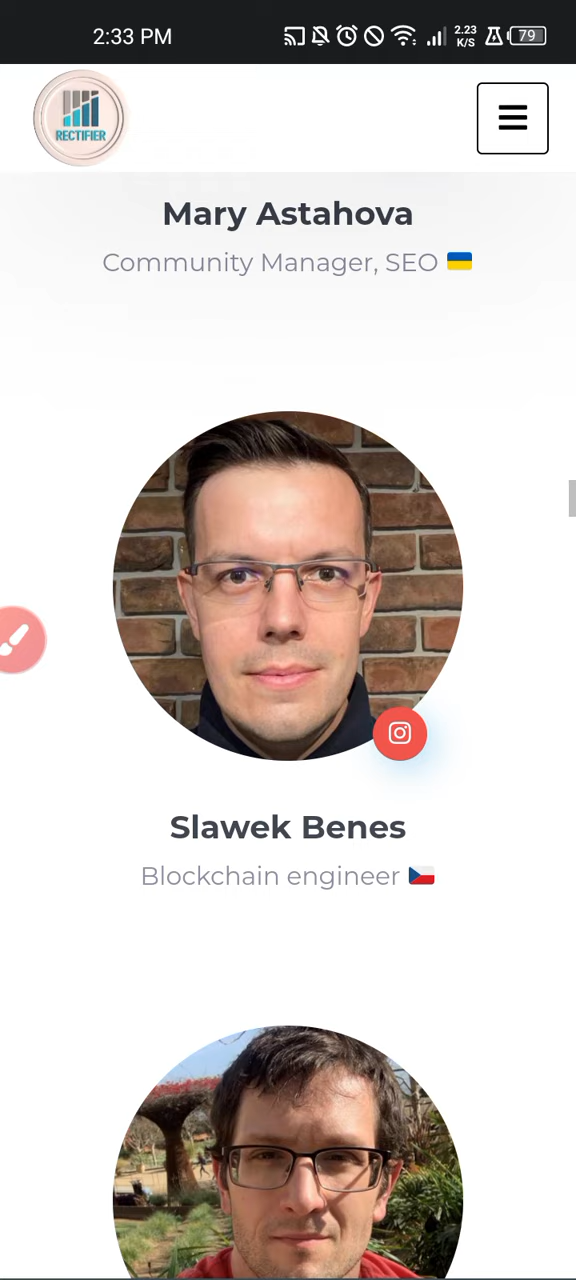 2:33 PM
2.23
K/S
79
RECTIFIER
Mary Astahova
Community Manager, SEO 🇺🇦
Slawek Benes
Blockchain engineer 🇨🇿